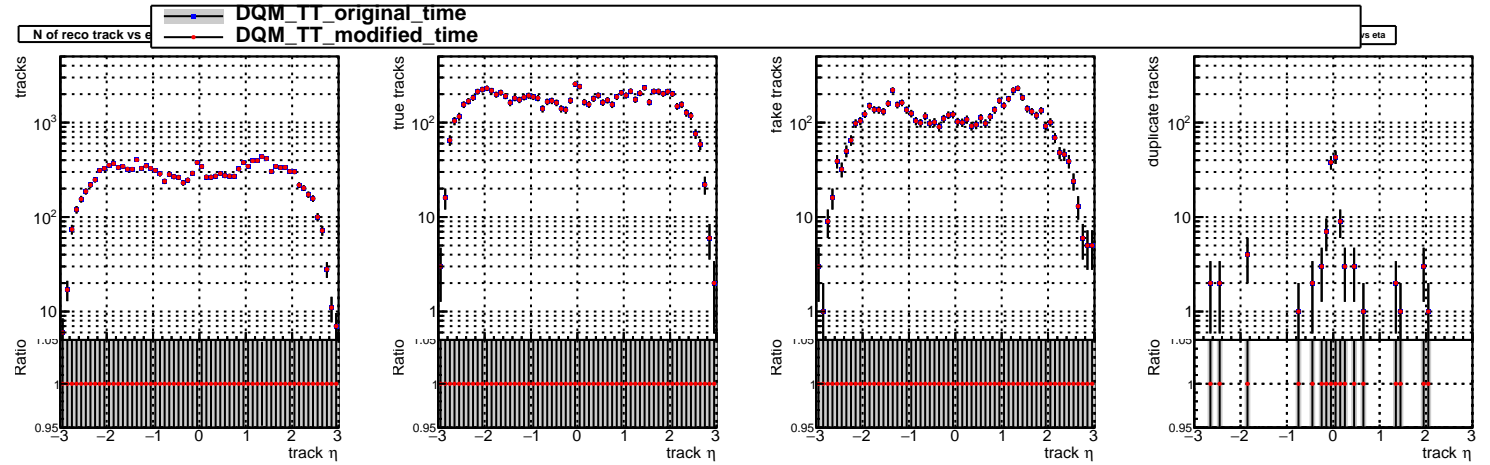 DQM_TT_original_time
DQM_TT_modified_time
N of reco track vs e
vs eta
tracks
10³
10²
10
1
1.05
Ratio
1
0.95
−3 −2 −1 0 1 2 3
track η
true tracks
10²
10
1
1.05
Ratio
1
0.95
−3 −2 −1 0 1 2 3
track η
fake tracks
10²
10
1
1.05
Ratio
1
0.95
−3 −2 −1 0 1 2 3
track η
duplicate tracks
10²
10
1
1.05
Ratio
1
0.95
−3 −2 −1 0 1 2 3
track η